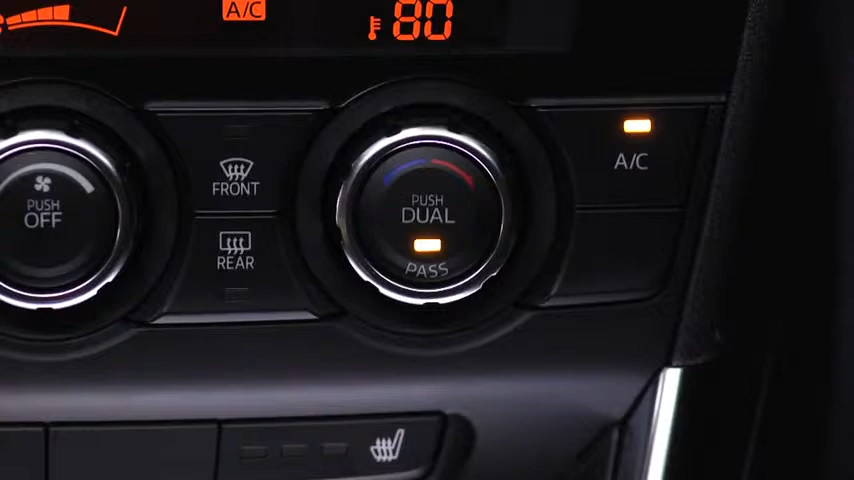 A/C
80
PUSH
OFF
FRONT
REAR
PUSH
DUAL
PASS
A/C